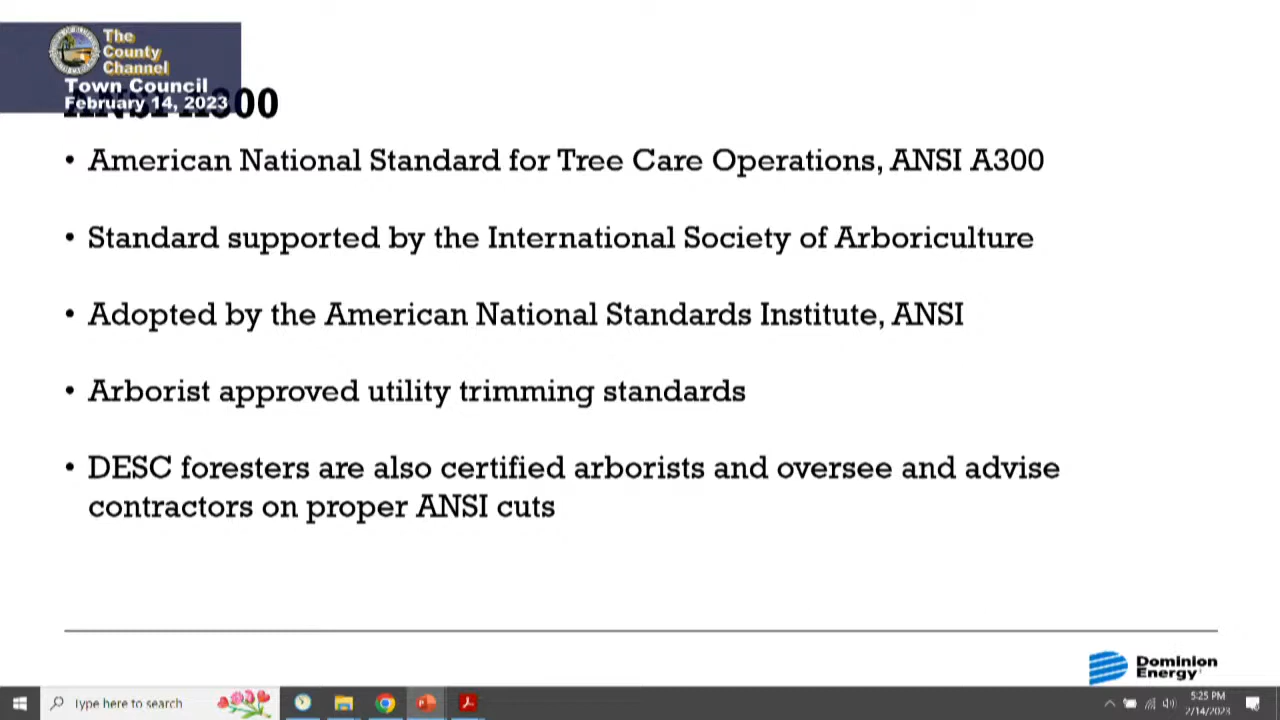 The
County
Channel
Town Council
February 14, 2023
ANSI A300
• American National Standard for Tree Care Operations, ANSI A300
• Standard supported by the International Society of Arboriculture
• Adopted by the American National Standards Institute, ANSI
• Arborist approved utility trimming standards
• DESC foresters are also certified arborists and oversee and advise
contractors on proper ANSI cuts
Dominion
Energy
Type here to search
5:25 PM
2/14/2023